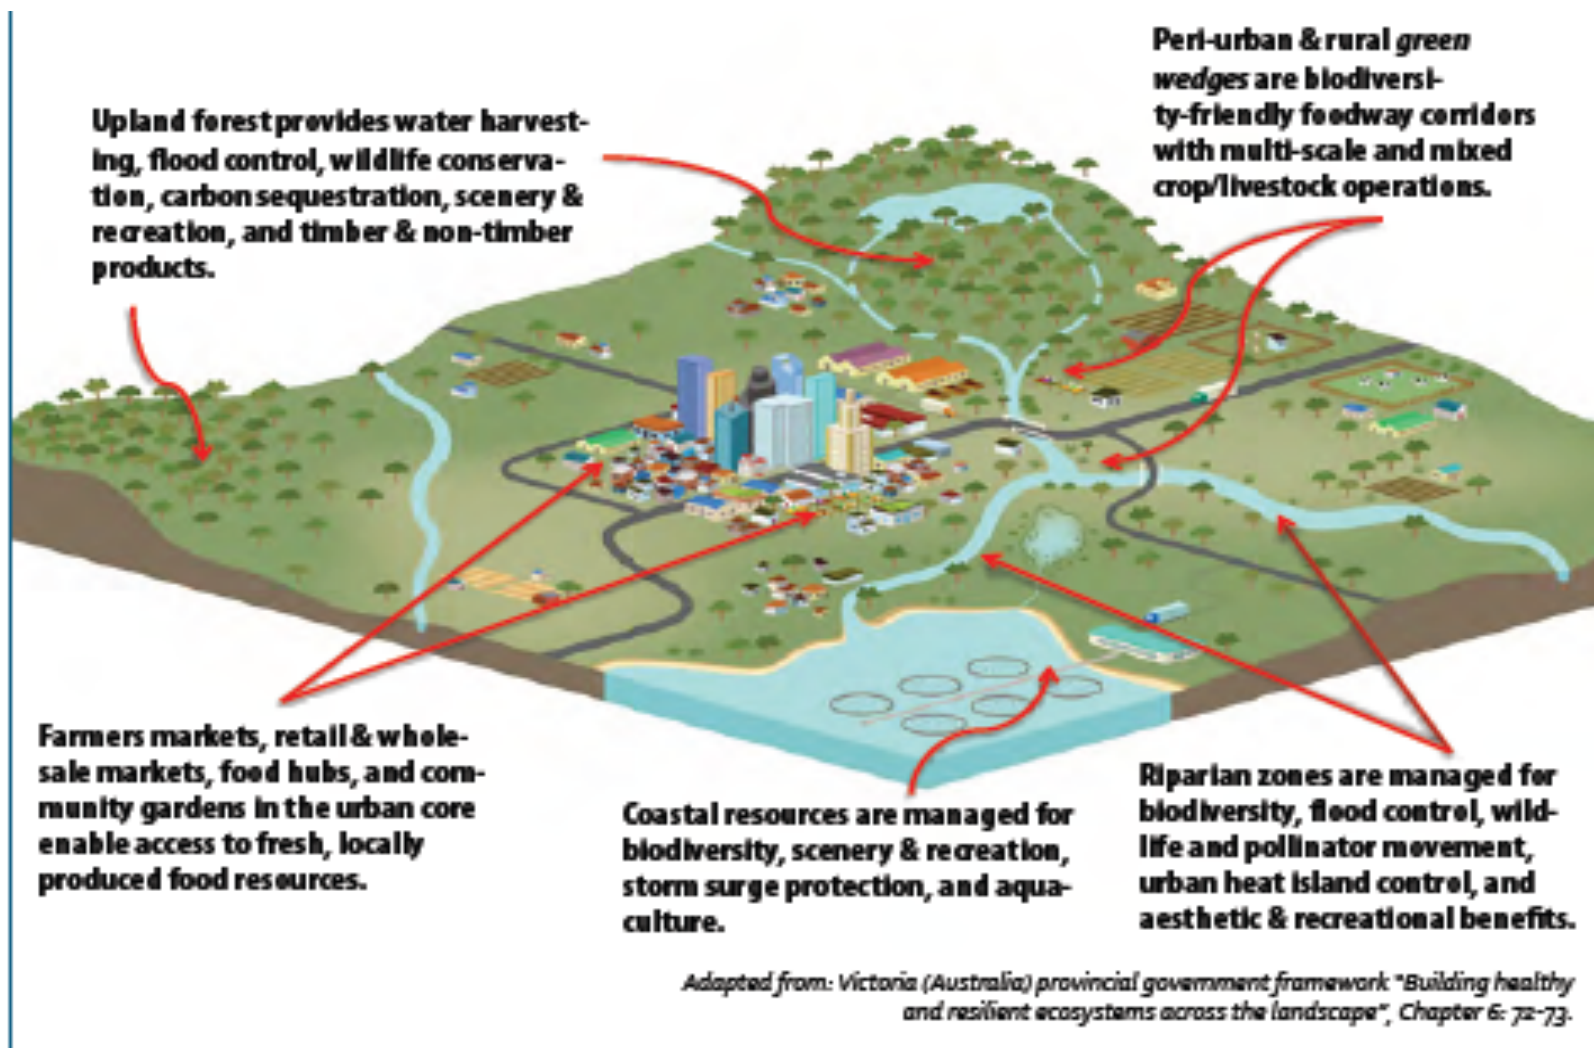 Peri-urban & rural green
wedges are biodiversi-
ty-friendly foodway corridors
with multi-scale and mixed
crop/livestock operations.
Upland forest provides water harvest-
ing, flood control, wildlife conserva-
tion, carbon sequestration, scenery &
recreation, and timber & non-timber
products.
Farmers markets, retail & whole-
sale markets, food hubs, and com-
munity gardens in the urban core
enable access to fresh, locally
produced food resources.
Coastal resources are managed for
biodiversity, scenery & recreation,
storm surge protection, and aqua-
culture.
Riparian zones are managed for
biodiversity, flood control, wild-
life and pollinator movement,
urban heat island control, and
aesthetic & recreational benefits.
Adapted from: Victoria (Australia) provincial government framework "Building healthy
and resilient ecosystems across the landscape", Chapter 6: 72-73.